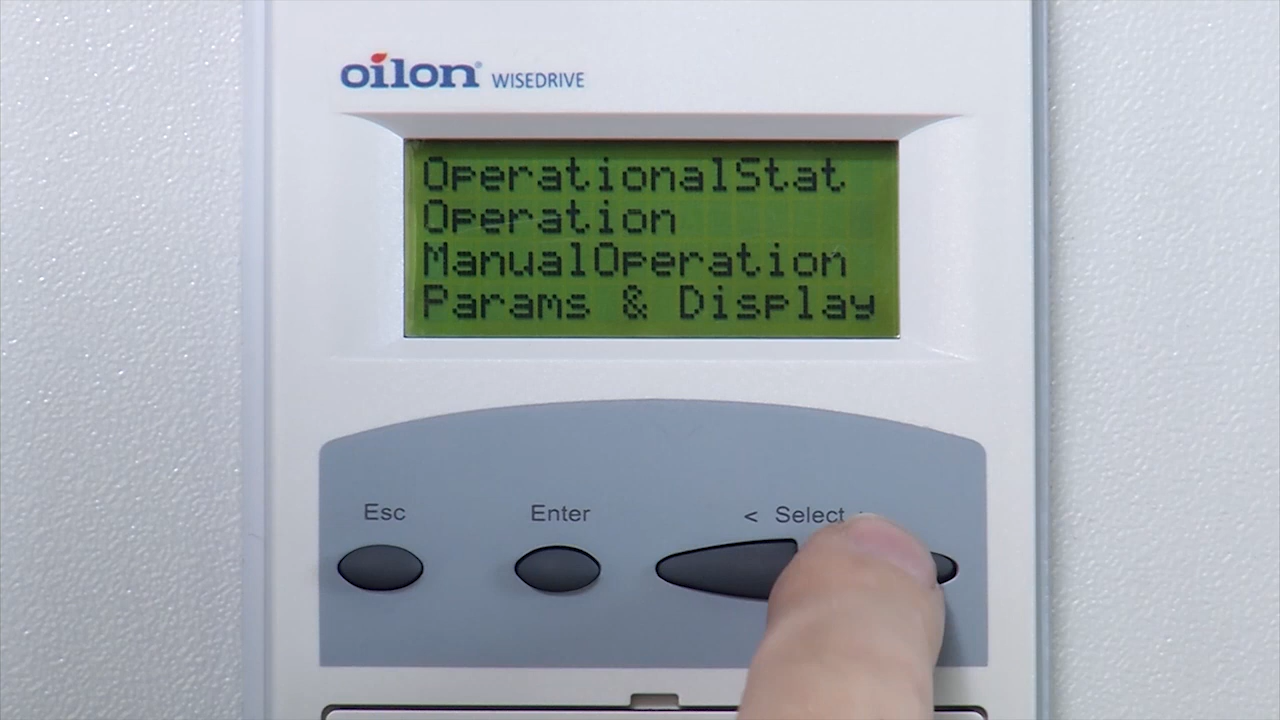 oilon® WISEDRIVE
OperationalStat
Operation
ManualOperation
Params & Display
Esc
Enter
< Select